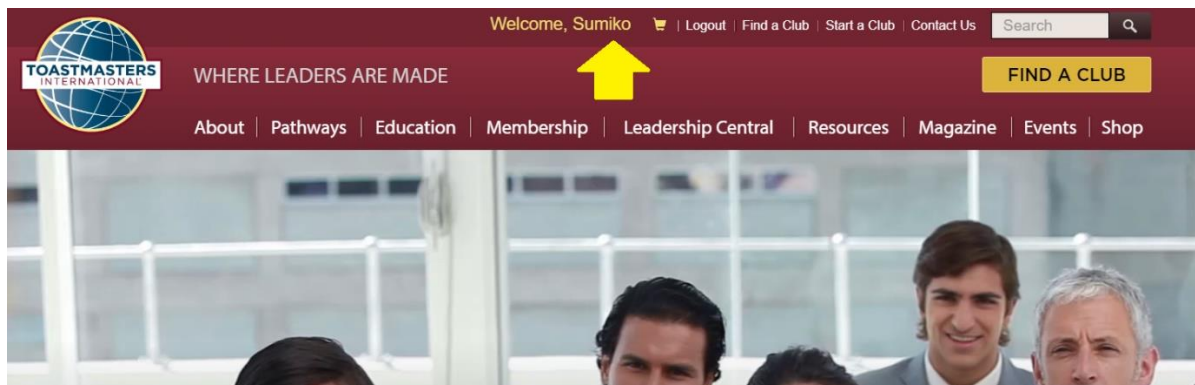 Welcome, Sumiko | Logout | Find a Club | Start a Club | Contact Us Search
TOASTMASTERS
INTERNATIONAL
WHERE LEADERS ARE MADE
FIND A CLUB
About | Pathways | Education | Membership | Leadership Central | Resources | Magazine | Events | Shop